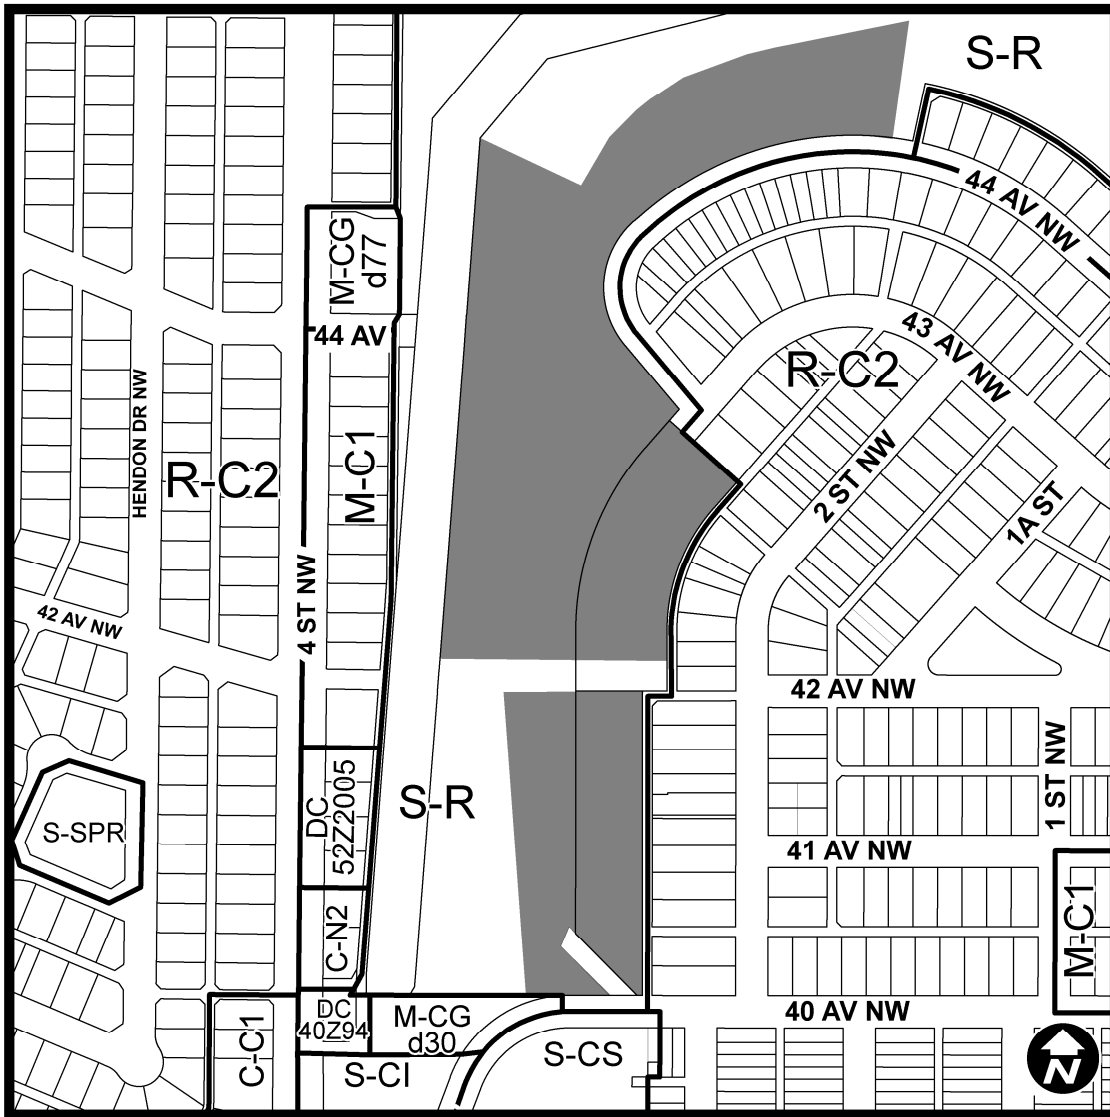 S-R
44 AV NW
M-CG
d77
44 AV
43 AV NW
R-C2
HENDON DR NW
R-C2
M-C1
2 ST NW
1A ST
4 ST NW
42 AV NW
42 AV NW
1 ST NW
DC
52Z2005
S-R
S-SPR
41 AV NW
C-N2
M-C1
DC
40Z94
M-CG
d30
40 AV NW
C-C1
S-CI
S-CS
N